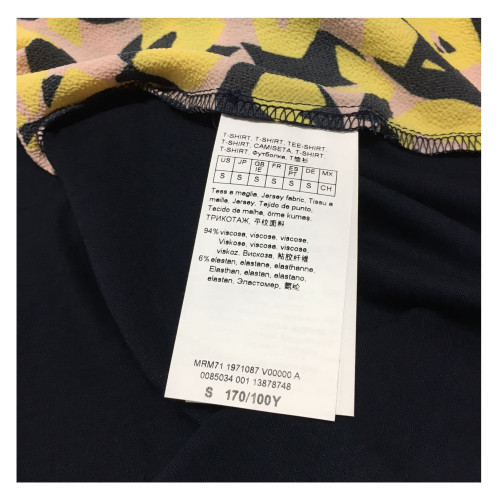 T-SHIRT, T-SHIRT, TEE-SHIRT,
T-SHIRT, CAMISETA, T-SHIRT,
T-SHIRT, Футболка, T恤衫
US JP GB IE FR ES PT DE MX
S S S S S S CH
Tess a maglia, Jersey fabric, Tissu a
maille, Jersey, Tejido de punto,
Tecido de malha, örme kumaş,
ТРИКОТАЖ, 平纹面料
94% viscosa, viscose, viscose,
Viskose, viscosa, viscose,
viskoz, Вискоза, 粘胶纤维
6% elastan, elastane, élasthanne,
Elasthan, elastan, elastano,
elastan, Эластомер, 氨纶
MRM71 1971087 V00000 A
0085034 001 13878748
S 170/100Y